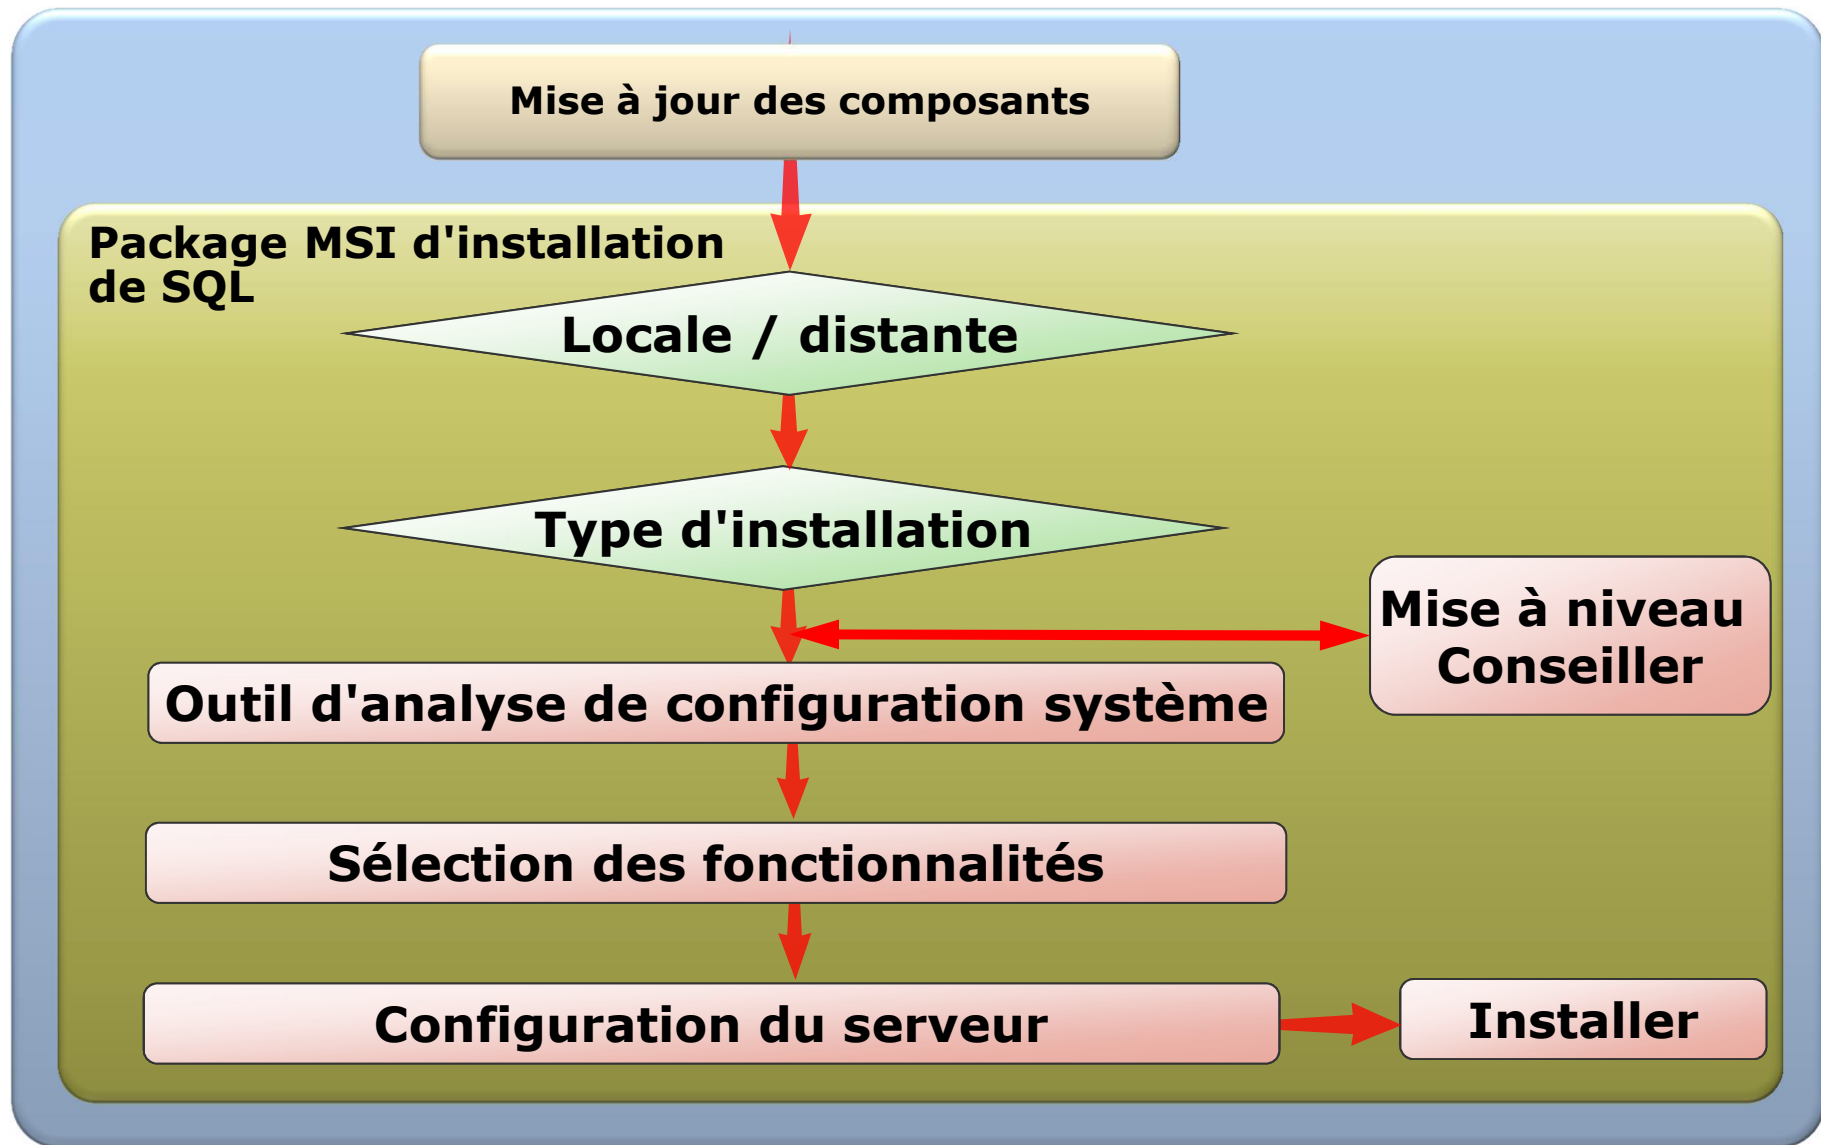 Mise à jour des composants
Package MSI d'installation
de SQL
Locale / distante
Type d'installation
Mise à niveau
Conseiller
Outil d'analyse de configuration système
Sélection des fonctionnalités
Configuration du serveur
Installer